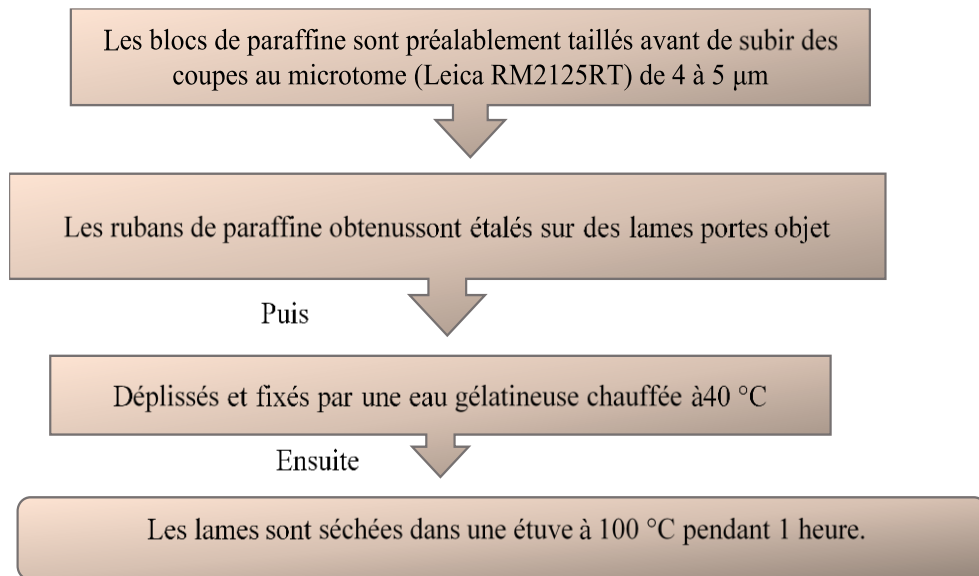 Les blocs de paraffine sont préalablement taillés avant de subir des
coupes au microtome (Leica RM2125RT) de 4 à 5 µm
Les rubans de paraffine obtenussont étalés sur des lames portes objet
Puis
Déplissés et fixés par une eau gélatineuse chauffée à40 °C
Ensuite
Les lames sont séchées dans une étuve à 100 °C pendant 1 heure.